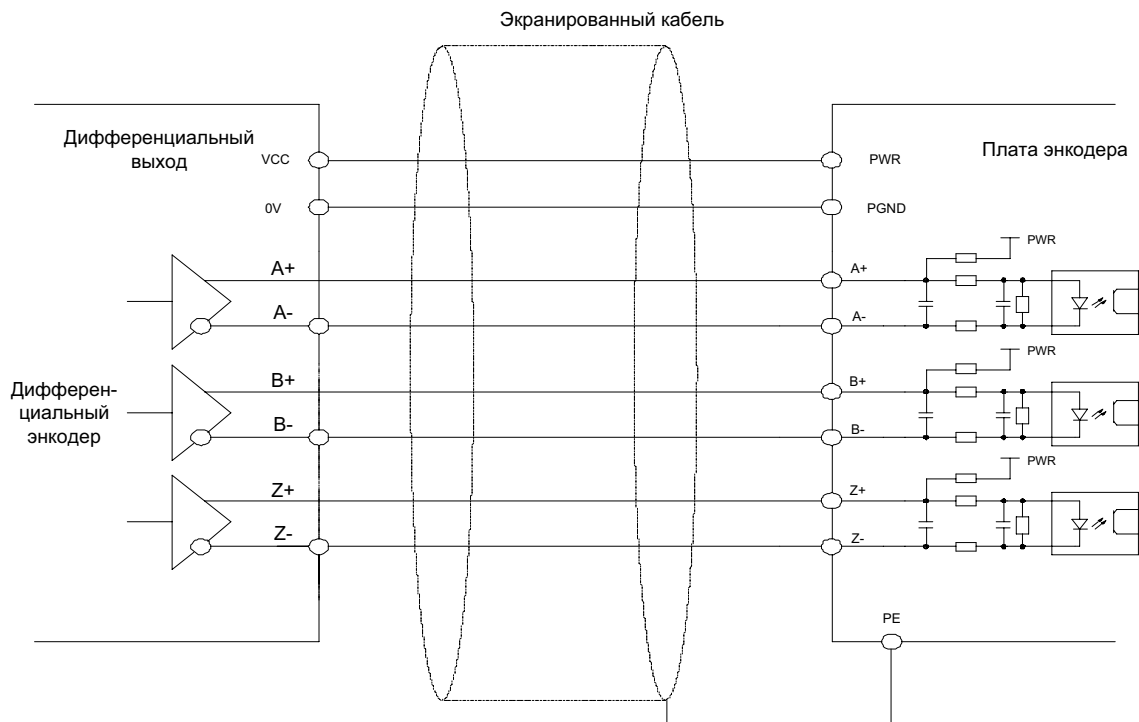 Экранированный кабель
Дифференциальный
выход
VCC
PWR
Плата энкодера
0V
PGND
PWR
A+
A+
A-
A-
PWR
B+
B+
Дифферен-
циальный
энкодер
B-
B-
PWR
Z+
Z+
Z-
Z-
PE